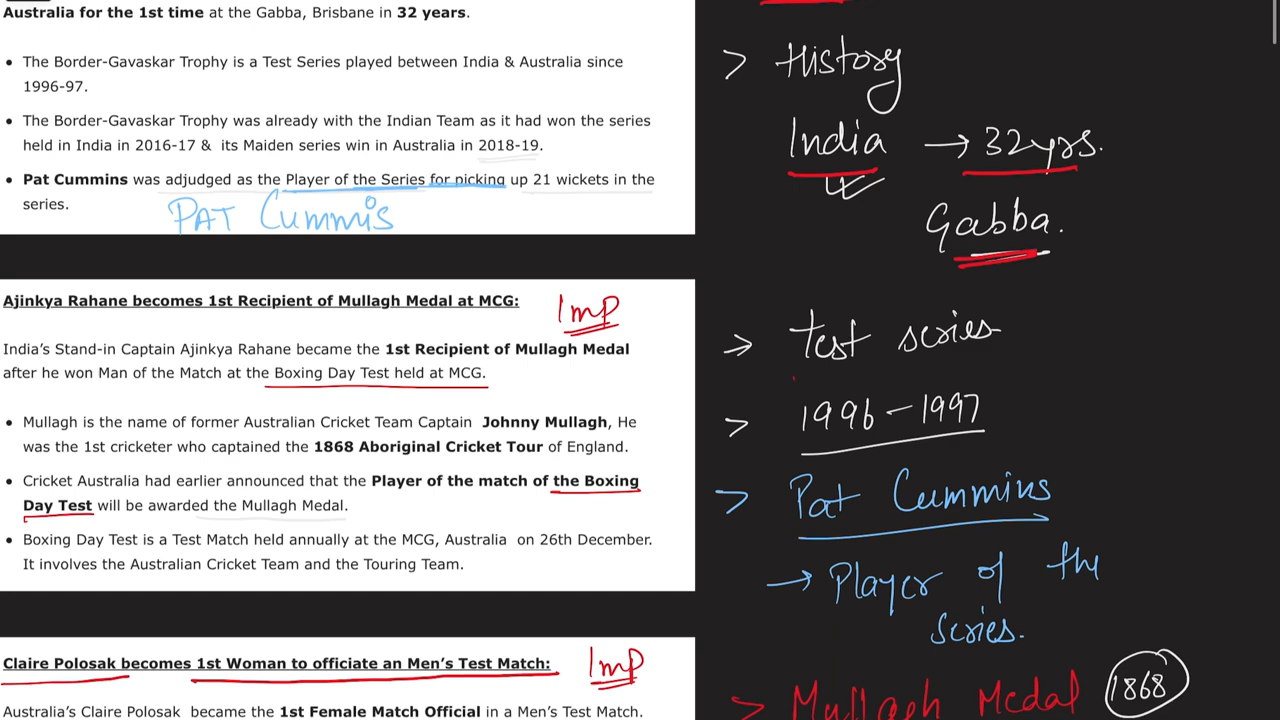 Australia for the 1st time at the Gabba, Brisbane in 32 years.
• The Border-Gavaskar Trophy is a Test Series played between India & Australia since
1996-97.
• The Border-Gavaskar Trophy was already with the Indian Team as it had won the series
held in India in 2016-17 & its Maiden series win in Australia in 2018-19.
• Pat Cummins was adjudged as the Player of the Series for picking up 21 wickets in the
series.
PAT Cummis
Ajinkya Rahane becomes 1st Recipient of Mullagh Medal at MCG:
Imp
India's Stand-in Captain Ajinkya Rahane became the 1st Recipient of Mullagh Medal
after he won Man of the Match at the Boxing Day Test held at MCG.
• Mullagh is the name of former Australian Cricket Team Captain Johnny Mullagh, He
was the 1st cricketer who captained the 1868 Aboriginal Cricket Tour of England.
• Cricket Australia had earlier announced that the Player of the match of the Boxing
Day Test will be awarded the Mullagh Medal.
• Boxing Day Test is a Test Match held annually at the MCG, Australia on 26th December.
It involves the Australian Cricket Team and the Touring Team.
Claire Polosak becomes 1st Woman to officiate an Men's Test Match:
Imp
Australia's Claire Polosak became the 1st Female Match Official in a Men's Test Match.
> History
India → 32yrs.
Gabba.
→ Test series
> 1996-1997
> Pat Cummins
→ Player of the
series.
> Mullagh Medal 1868